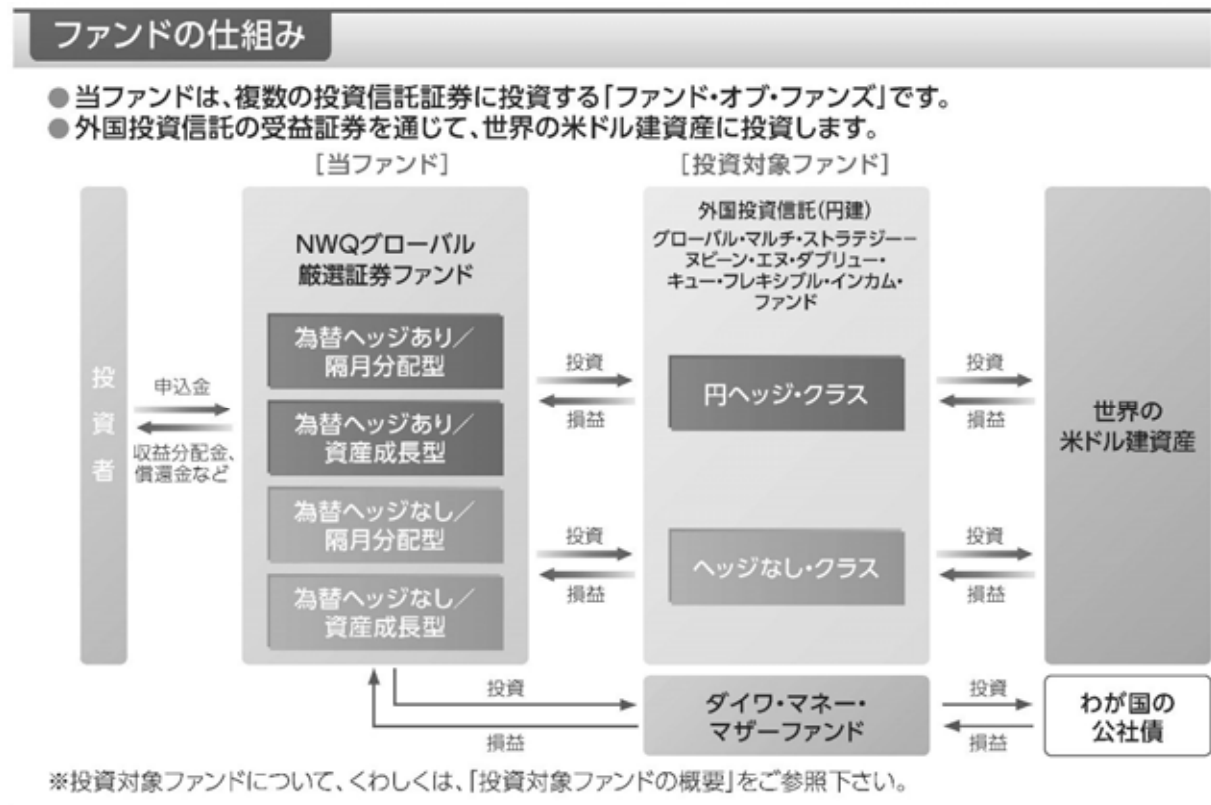 ファンドの仕組み
●当ファンドは、複数の投資信託証券に投資する「ファンド・オブ・ファンズ」です。
●外国投資信託の受益証券を通じて、世界の米ドル建資産に投資します。
[当ファンド]
[投資対象ファンド]
投
資
者
申込金
収益分配金、
償還金など
NWQグローバル
厳選証券ファンド
為替ヘッジあり／
隔月分配型
為替ヘッジあり／
資産成長型
為替ヘッジなし／
隔月分配型
為替ヘッジなし／
資産成長型
投資
損益
投資
損益
外国投資信託(円建)
グローバル・マルチ・ストラテジー－
ヌビーン・エヌ・ダブリュー・
キュー・フレキシブル・インカム・
ファンド
円ヘッジ・クラス
ヘッジなし・クラス
投資
損益
投資
損益
世界の
米ドル建資産
投資
損益
ダイワ・マネー・
マザーファンド
投資
損益
わが国の
公社債
※投資対象ファンドについて、くわしくは、「投資対象ファンドの概要」をご参照下さい。